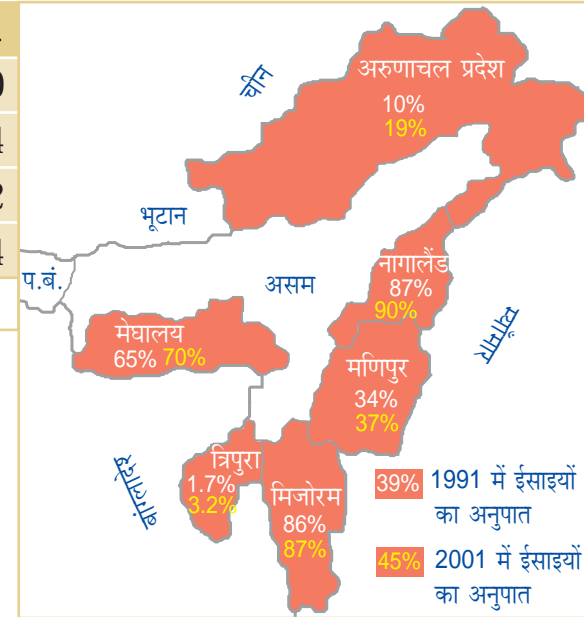 चीन
अरुणाचल प्रदेश
10%
19%
भूटान
प.बं.
असम
नागालैंड
87%
90%
म्याँमार
मेघालय
65% 70%
मणिपुर
34%
37%
बांग्लादेश
त्रिपुरा
1.7%
3.2%
मिजोरम
86%
87%
39% 1991 में ईसाइयों
का अनुपात
45% 2001 में ईसाइयों
का अनुपात